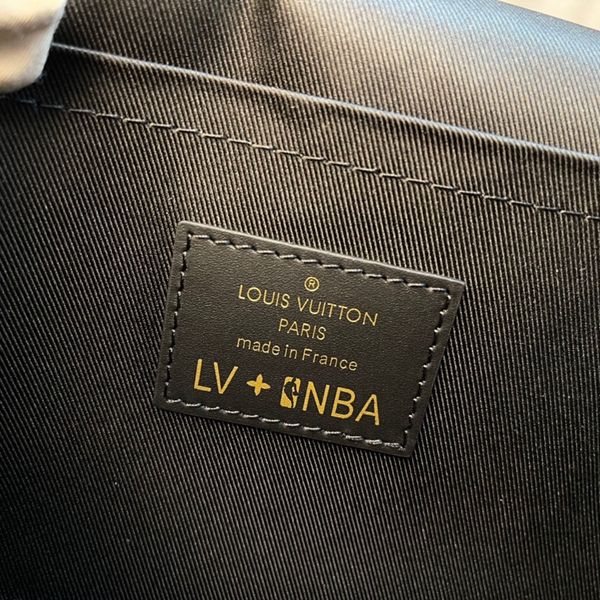 ®
LOUIS VUITTON
PARIS
made in France
LV + NBA